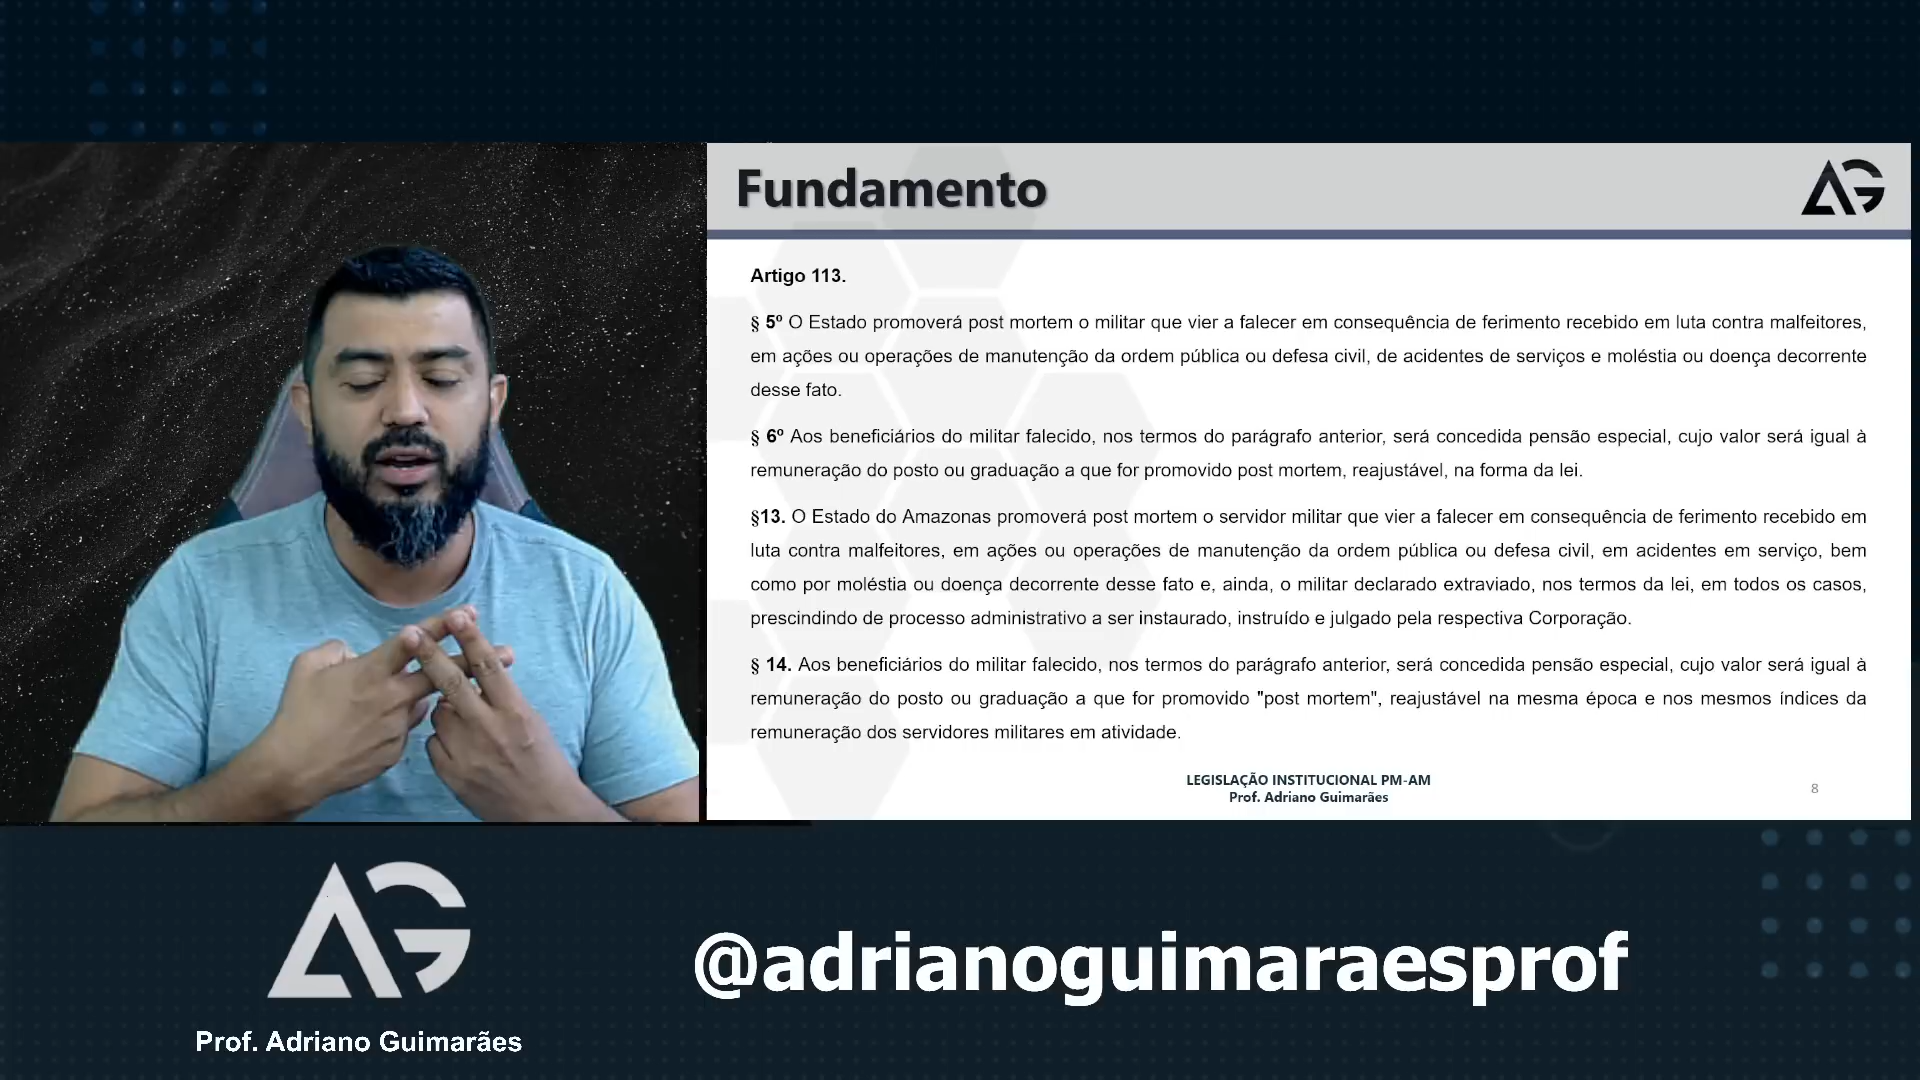 Fundamento
AG
Artigo 113.
§ 5º O Estado promoverá post mortem o militar que vier a falecer em consequência de ferimento recebido em luta contra malfeitores,
em ações ou operações de manutenção da ordem pública ou defesa civil, de acidentes de serviços e moléstia ou doença decorrente
desse fato.
§ 6º Aos beneficiários do militar falecido, nos termos do parágrafo anterior, será concedida pensão especial, cujo valor será igual à
remuneração do posto ou graduação a que for promovido post mortem, reajustável, na forma da lei.
§13. O Estado do Amazonas promoverá post mortem o servidor militar que vier a falecer em consequência de ferimento recebido em
luta contra malfeitores, em ações ou operações de manutenção da ordem pública ou defesa civil, em acidentes em serviço, bem
como por moléstia ou doença decorrente desse fato e, ainda, o militar declarado extraviado, nos termos da lei, em todos os casos,
prescindindo de processo administrativo a ser instaurado, instruído e julgado pela respectiva Corporação.
§ 14. Aos beneficiários do militar falecido, nos termos do parágrafo anterior, será concedida pensão especial, cujo valor será igual à
remuneração do posto ou graduação a que for promovido "post mortem", reajustável na mesma época e nos mesmos índices da
remuneração dos servidores militares em atividade.
LEGISLAÇÃO INSTITUCIONAL PM-AM
Prof. Adriano Guimarães
8
AG
Prof. Adriano Guimarães
@adrianoguimaraesprof